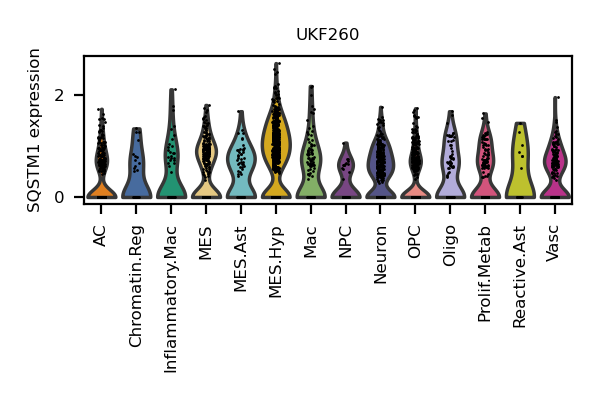 UKF260
SQSTM1 expression
2
0
AC
Chromatin.Reg
Inflammatory.Mac
MES
MES.Ast
MES.Hyp
Mac
NPC
Neuron
OPC
Oligo
Prolif.Metab
Reactive.Ast
Vasc